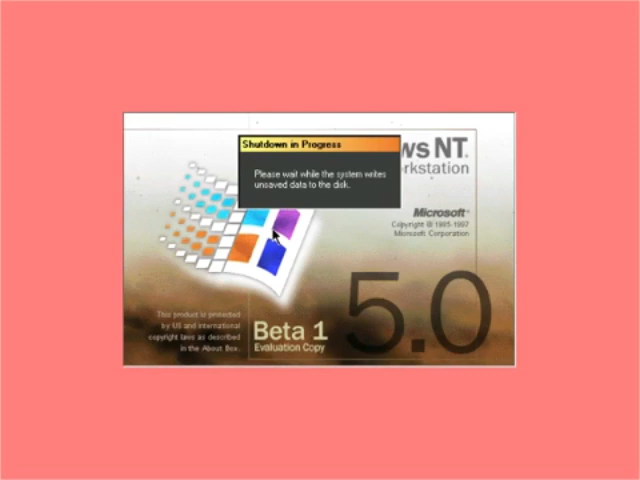 Shutdown in Progress
Please wait while the system writes
unsaved data to the disk.
ws NT.
rkstation
Microsoft
Copyright © 1985-1997
Microsoft Corporation
5.0
This product is protected
by US and international
copyright laws as described
in the About Box.
Beta 1
Evaluation Copy